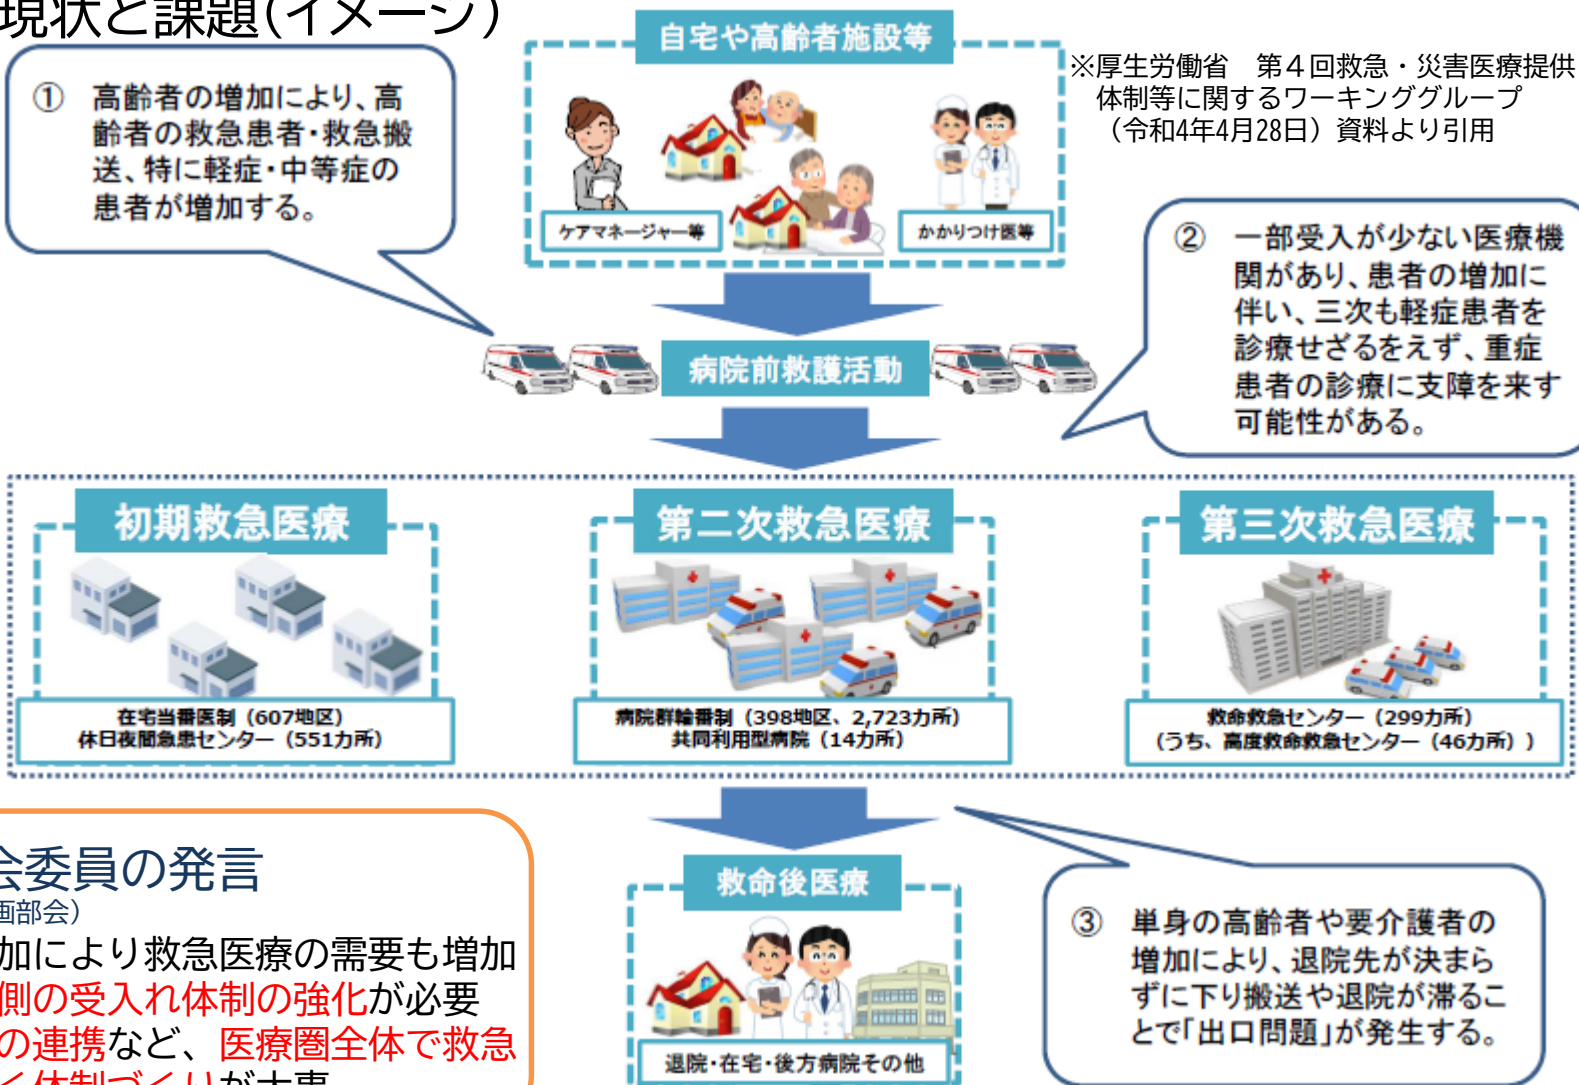 現状と課題(イメージ)
自宅や高齢者施設等
※厚生労働省　第４回救急・災害医療提供
体制等に関するワーキンググループ
（令和4年4月28日）資料より引用
① 高齢者の増加により、高
齢者の救急患者・救急搬
送、特に軽症・中等症の
患者が増加する。
ケアマネージャー等
かかりつけ医等
② 一部受入が少ない医療機
関があり、患者の増加に
伴い、三次も軽症患者を
診療せざるをえず、重症
患者の診療に支障を来す
可能性がある。
病院前救護活動
初期救急医療
在宅当番医制（607地区）
休日夜間急患センター（551カ所）
第二次救急医療
病院群輪番制（398地区、2,723カ所）
共同利用型病院（14カ所）
第三次救急医療
救命救急センター（299カ所）
（うち、高度救命救急センター（46カ所））
会委員の発言
画部会）
加により救急医療の需要も増加
側の受入れ体制の強化が必要
の連携など、医療圏全体で救急
く体制づくりが大事
救命後医療
退院・在宅・後方病院その他
③ 単身の高齢者や要介護者の
増加により、退院先が決まら
ずに下り搬送や退院が滞るこ
とで「出口問題」が発生する。